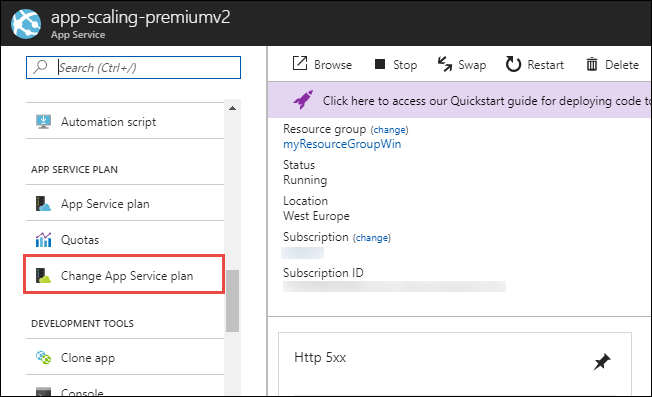 app-scaling-premiumv2
App Service
Search (Ctrl+/)
Automation script
APP SERVICE PLAN
App Service plan
Quotas
Change App Service plan
DEVELOPMENT TOOLS
Clone app
Console
Browse Stop Swap Restart Delete
Click here to access our Quickstart guide for deploying code to
Resource group (change)
myResourceGroupWin
Status
Running
Location
West Europe
Subscription (change)
Subscription ID
Http 5xx